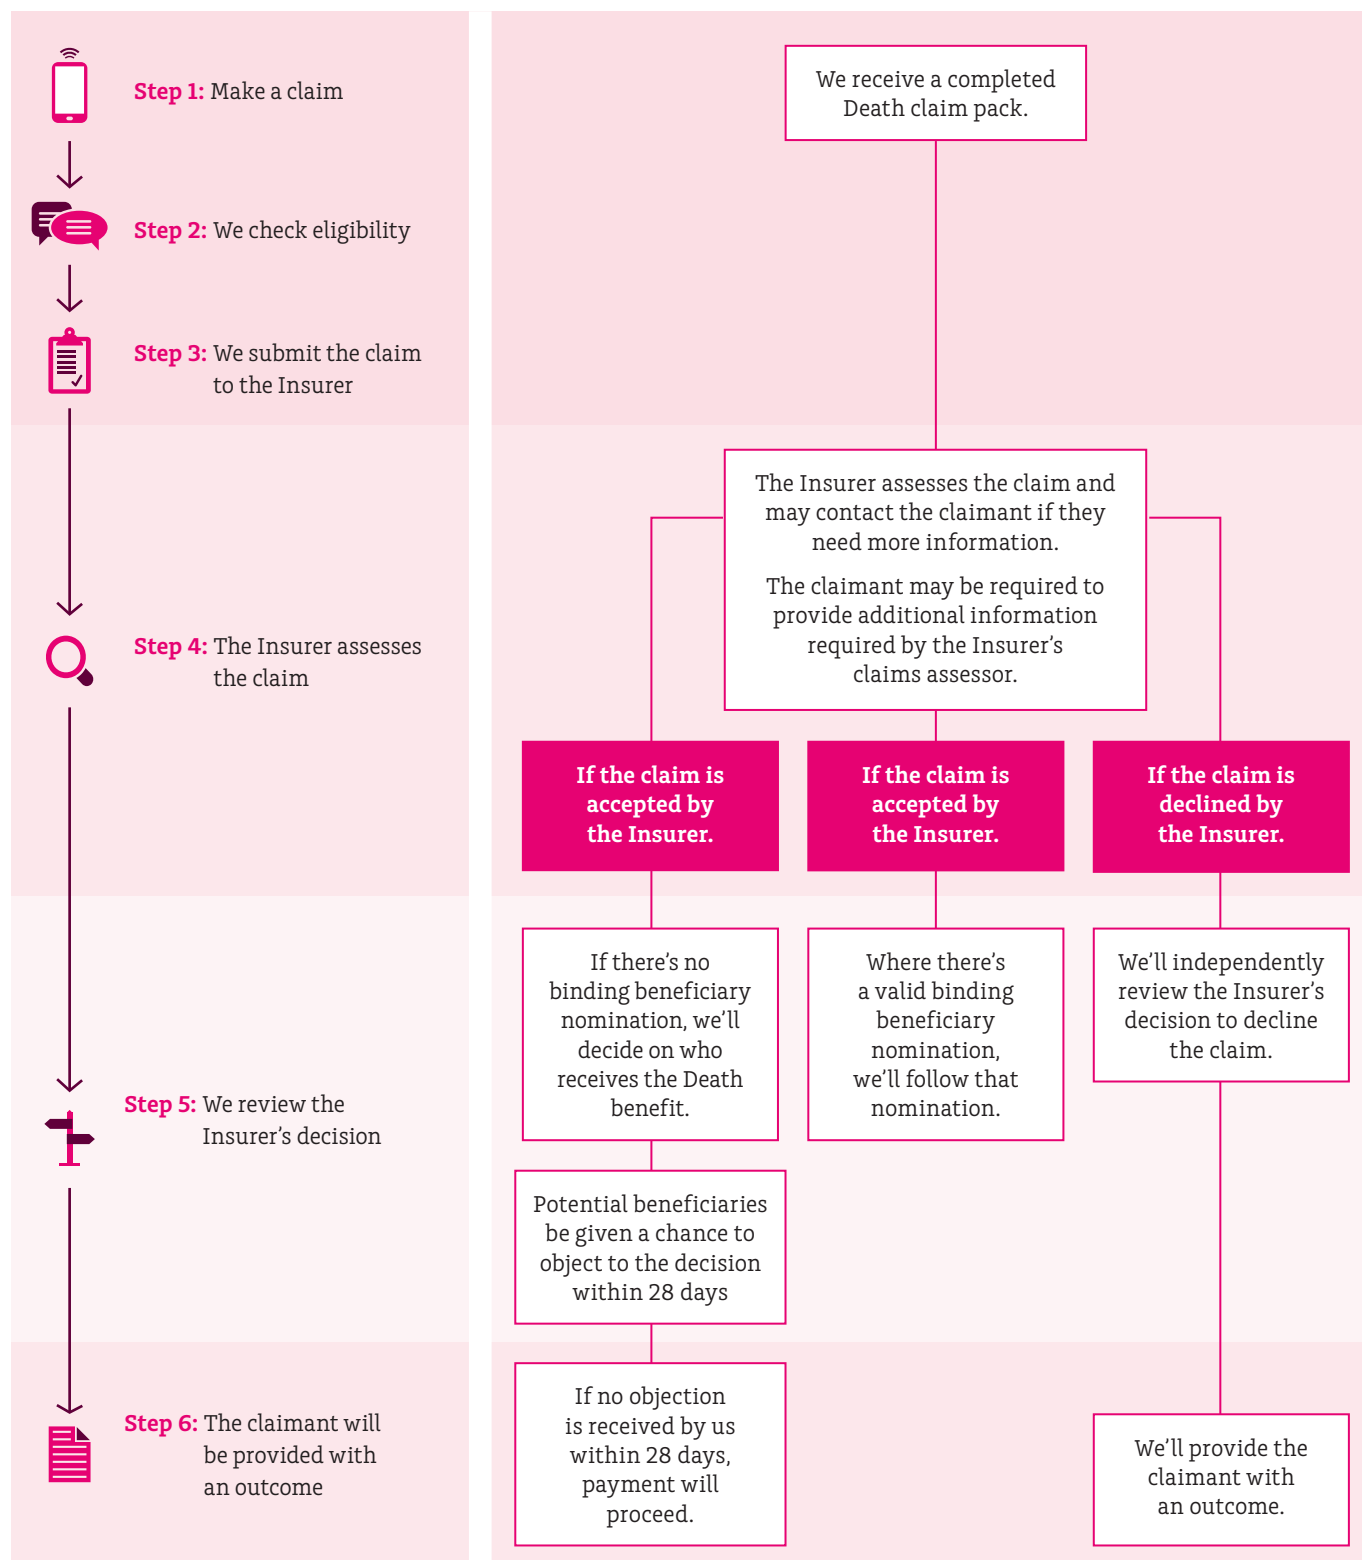 Step 1: Make a claim
Step 2: We check eligibility
Step 3: We submit the claim
to the Insurer
Step 4: The Insurer assesses
the claim
Step 5: We review the
Insurer’s decision
Step 6: The claimant will
be provided with
an outcome
We receive a completed
Death claim pack.
The Insurer assesses the claim and
may contact the claimant if they
need more information.
The claimant may be required to
provide additional information
required by the Insurer’s
claims assessor.
If the claim is
accepted by
the Insurer.
If there’s no
binding beneficiary
nomination, we’ll
decide on who
receives the Death
benefit.
Potential beneficiaries
be given a chance to
object to the decision
within 28 days
If no objection
is received by us
within 28 days,
payment will
proceed.
If the claim is
accepted by
the Insurer.
Where there’s
a valid binding
beneficiary
nomination,
we’ll follow that
nomination.
If the claim is
declined by
the Insurer.
We’ll independently
review the Insurer’s
decision to decline
the claim.
We’ll provide the
claimant with
an outcome.